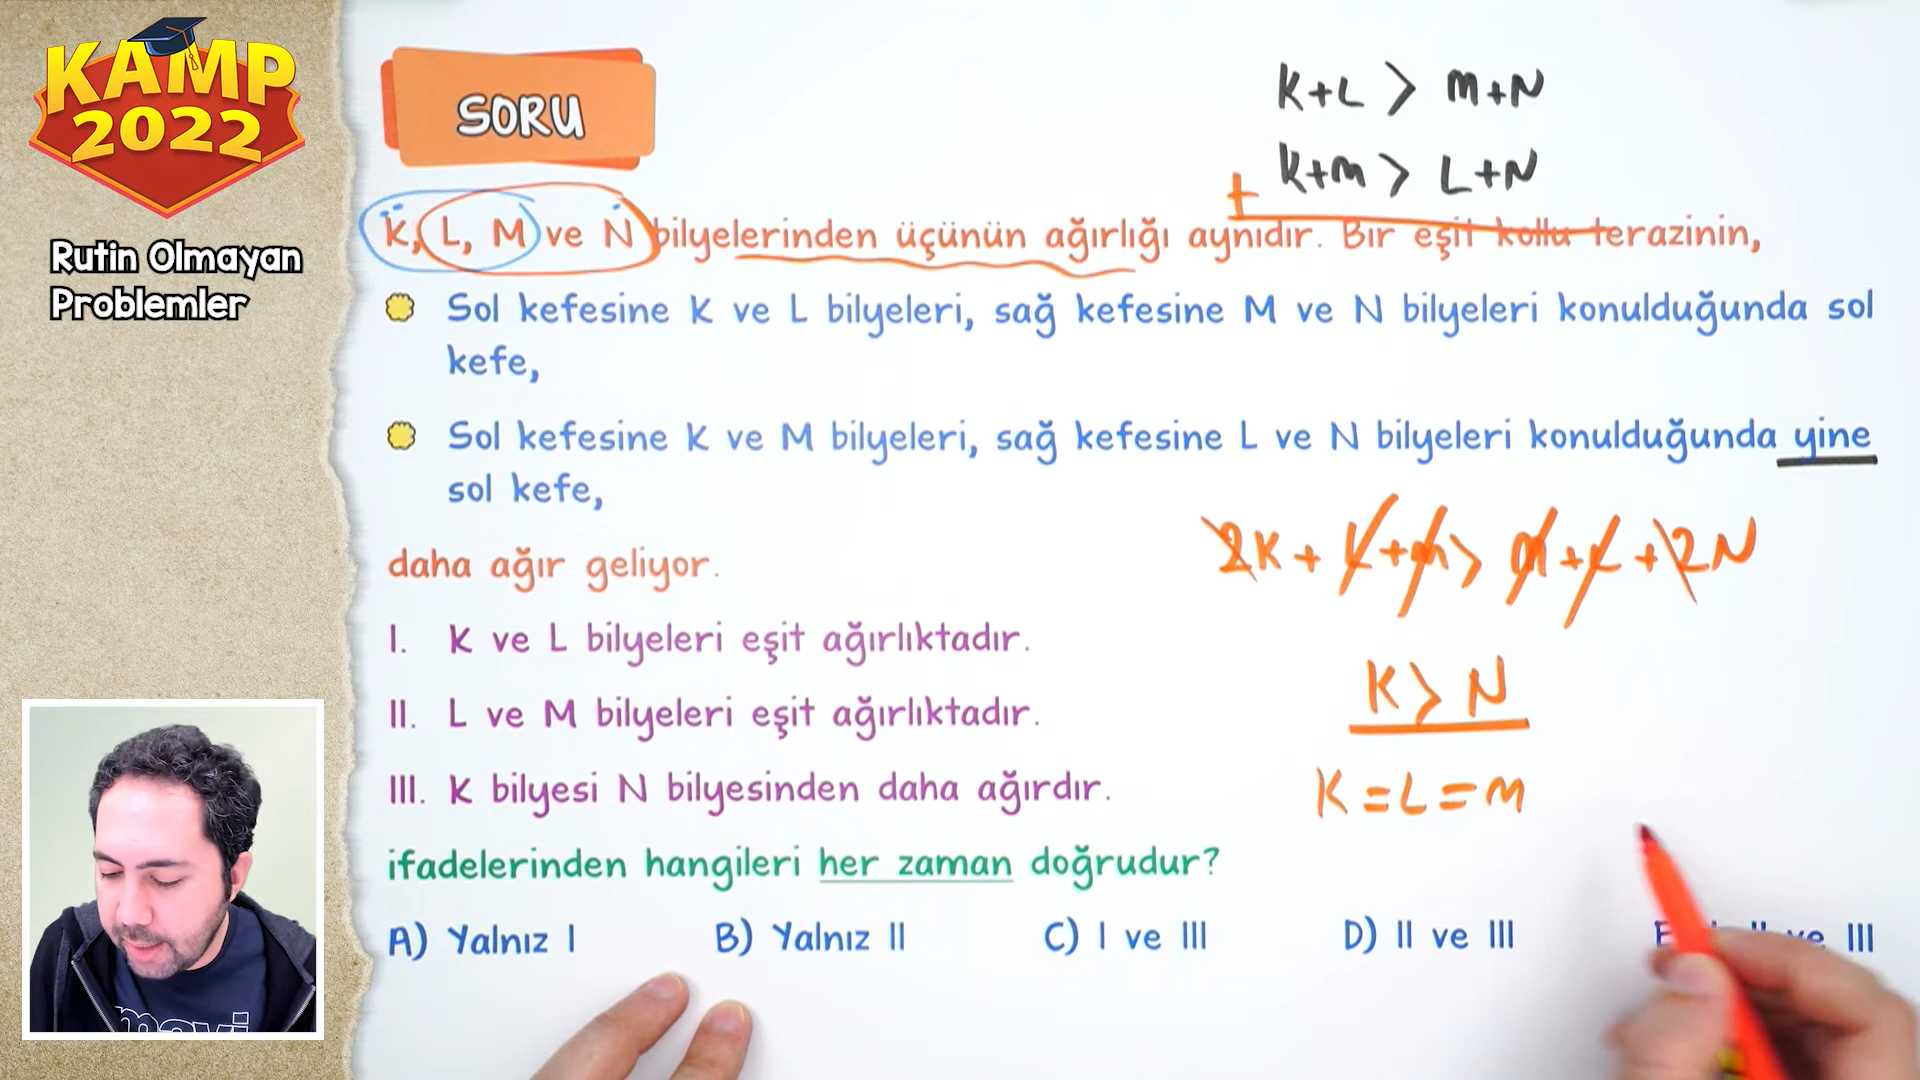 KAMP
2022
Rutin Olmayan
Problemler
SORU
K+L > M+N
K+M > L+N
+
K, L, M ve N bilyelerinden üçünün ağırlığı aynıdır. Bir eşit kollu terazinin,
Sol kefesine K ve L bilyeleri, sağ kefesine M ve N bilyeleri konulduğunda sol
kefe,
Sol kefesine K ve M bilyeleri, sağ kefesine L ve N bilyeleri konulduğunda yine
sol kefe,
daha ağır geliyor.
2K + L + M > M + L + 2N
K > N
K = L = M
I. K ve L bilyeleri eşit ağırlıktadır.
II. L ve M bilyeleri eşit ağırlıktadır.
III. K bilyesi N bilyesinden daha ağırdır.
ifadelerinden hangileri her zaman doğrudur?
A) Yalnız I
B) Yalnız II
C) I ve III
D) II ve III
ve III